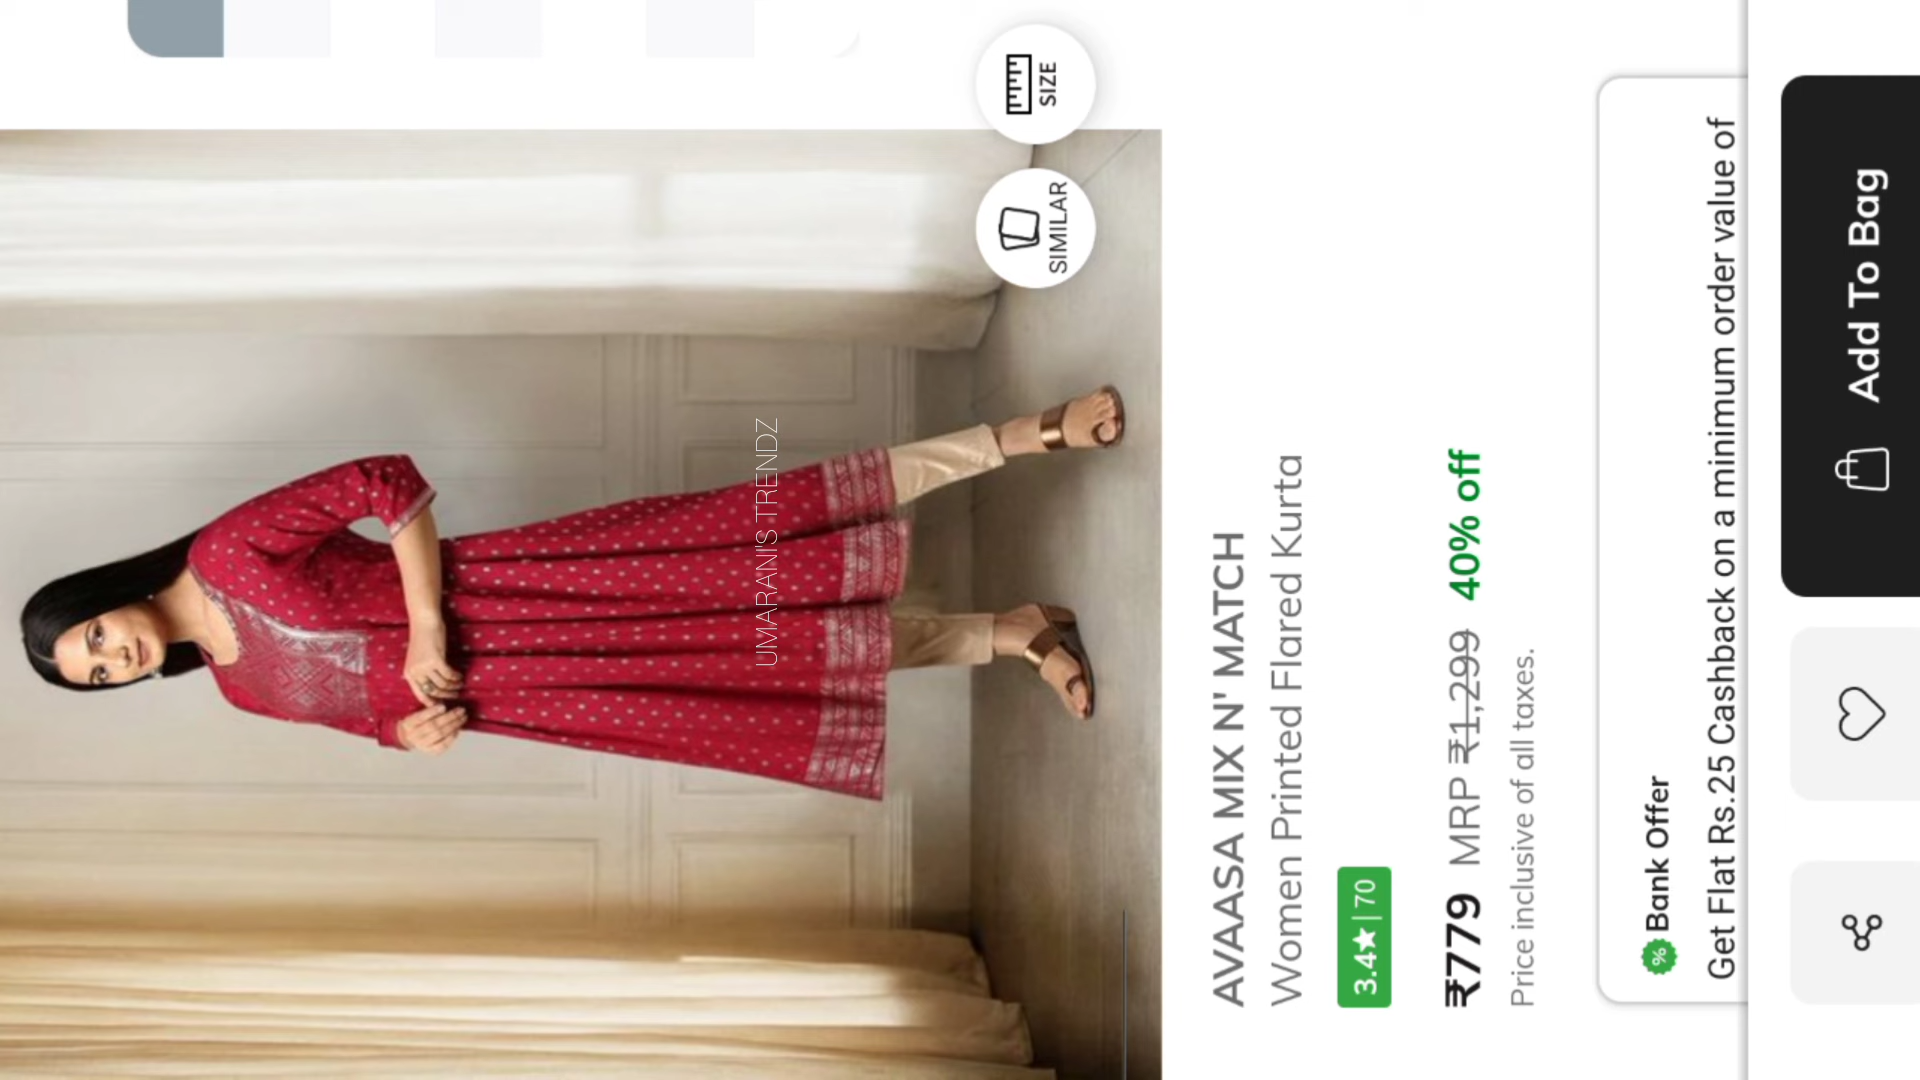 SIZE
SIMILAR
UMARANI'S TRENDZ
AVAASA MIX N' MATCH
Women Printed Flared Kurta
3.4★|70
₹779 MRP ₹1,299 40% off
Price inclusive of all taxes.
Bank Offer
Get Flat Rs.25 Cashback on a minimum order value of
Add To Bag